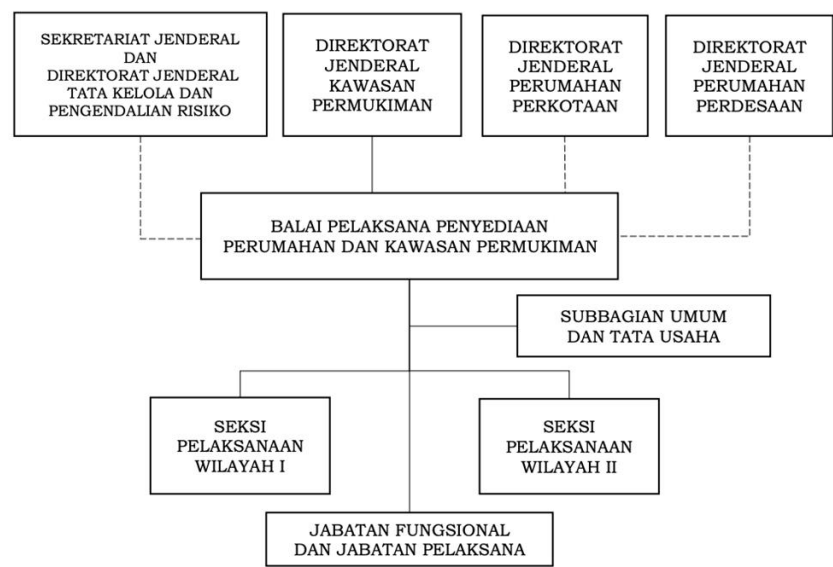 SEKRETARIAT JENDERAL
DAN
DIREKTORAT JENDERAL
TATA KELOLA DAN
PENGENDALIAN RISIKO
DIREKTORAT
JENDERAL
KAWASAN
PERMUKIMAN
DIREKTORAT
JENDERAL
PERUMAHAN
PERKOTAAN
DIREKTORAT
JENDERAL
PERUMAHAN
PERDESAAN
BALAI PELAKSANA PENYEDIAAN
PERUMAHAN DAN KAWASAN PERMUKIMAN
SUBBAGIAN UMUM
DAN TATA USAHA
SEKSI
PELAKSANAAN
WILAYAH I
SEKSI
PELAKSANAAN
WILAYAH II
JABATAN FUNGSIONAL
DAN JABATAN PELAKSANA